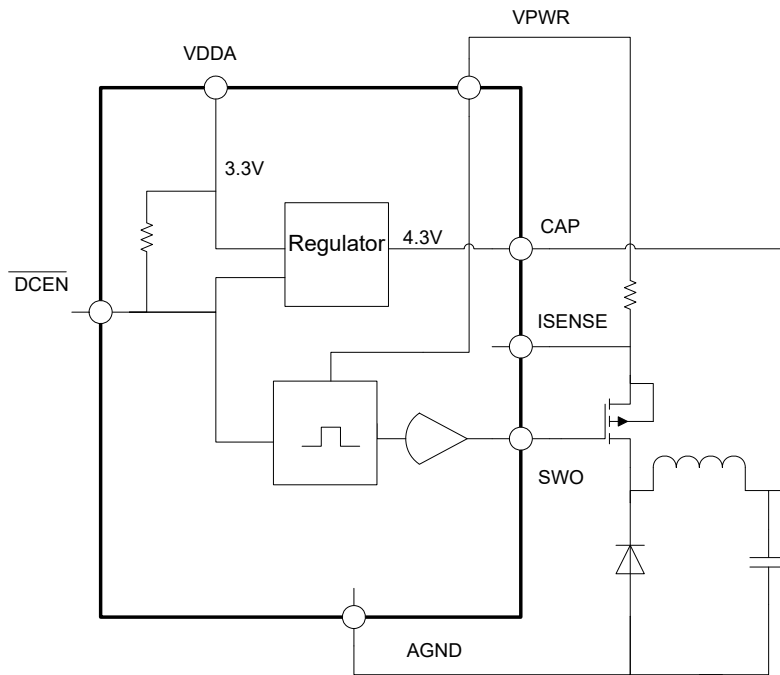 VPWR
VDDA
3.3V
Regulator
4.3V
CAP
DCEN
ISENSE
SWO
AGND